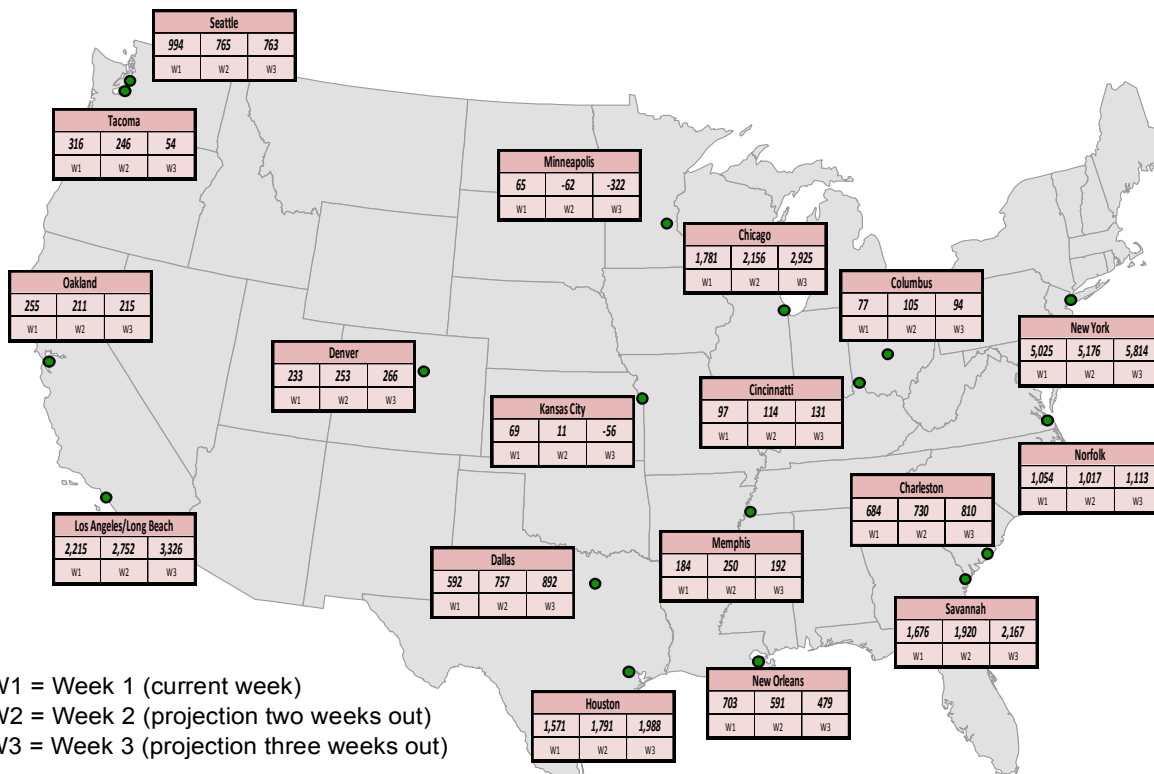 Seattle
994 765 763
W1 W2 W3
Tacoma
316 246 54
W1 W2 W3
Minneapolis
65 -62 -322
W1 W2 W3
Chicago
1,781 2,156 2,925
W1 W2 W3
Oakland
255 211 215
W1 W2 W3
Columbus
77 105 94
W1 W2 W3
New York
5,025 5,176 5,814
W1 W2 W3
Denver
233 253 266
W1 W2 W3
Cincinnatti
97 114 131
W1 W2 W3
Kansas City
69 11 -56
W1 W2 W3
Norfolk
1,054 1,017 1,113
W1 W2 W3
Charleston
684 730 810
W1 W2 W3
Los Angeles/Long Beach
2,215 2,752 3,326
W1 W2 W3
Memphis
184 250 192
W1 W2 W3
Dallas
592 757 892
W1 W2 W3
Savannah
1,676 1,920 2,167
W1 W2 W3
New Orleans
703 591 479
W1 W2 W3
Houston
1,571 1,791 1,988
W1 W2 W3
W1 = Week 1 (current week)
W2 = Week 2 (projection two weeks out)
W3 = Week 3 (projection three weeks out)